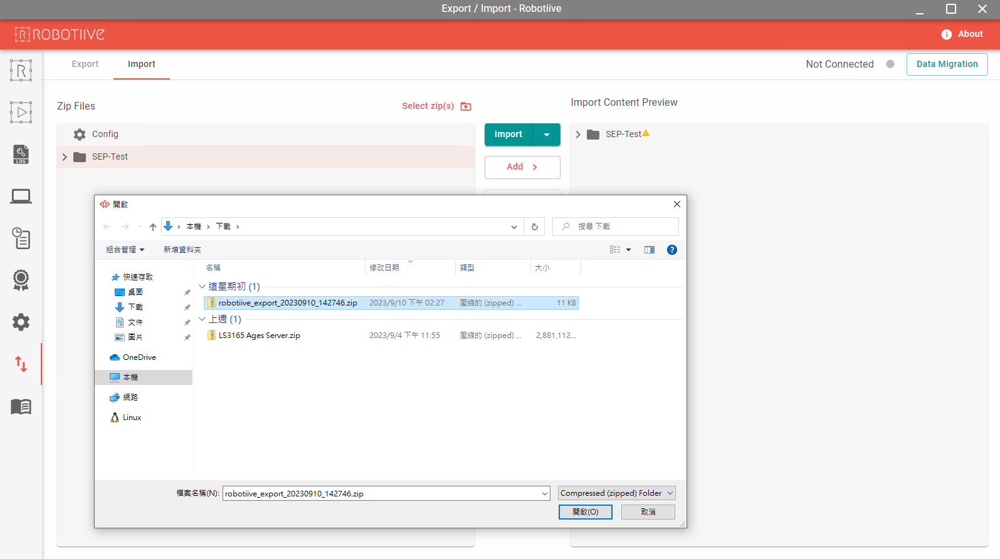 Export / Import - Robotiive
ROBOTIIVE
About
Export
Import
Not Connected
Data Migration
Zip Files
Select zip(s)
Import Content Preview
Config
SEP-Test
Import
Add
SEP-Test
開啟
本機
下載
搜尋 下載
組合管理
新增資料夾
名稱
修改日期
類型
大小
快速存取
桌面
下載
文件
圖片
OneDrive
本機
網路
Linux
這星期初 (1)
robotiive_export_20230910_142746.zip 2023/9/10 下午 02:27 壓縮的 (zipped) ... 11 KB
上週 (1)
LS3165 Ages Server.zip 2023/9/4 下午 11:55 壓縮的 (zipped) ... 2,881,112...
檔案名稱(N):
robotiive_export_20230910_142746.zip
Compressed (zipped) Folder
開啟(O)
取消
LOG